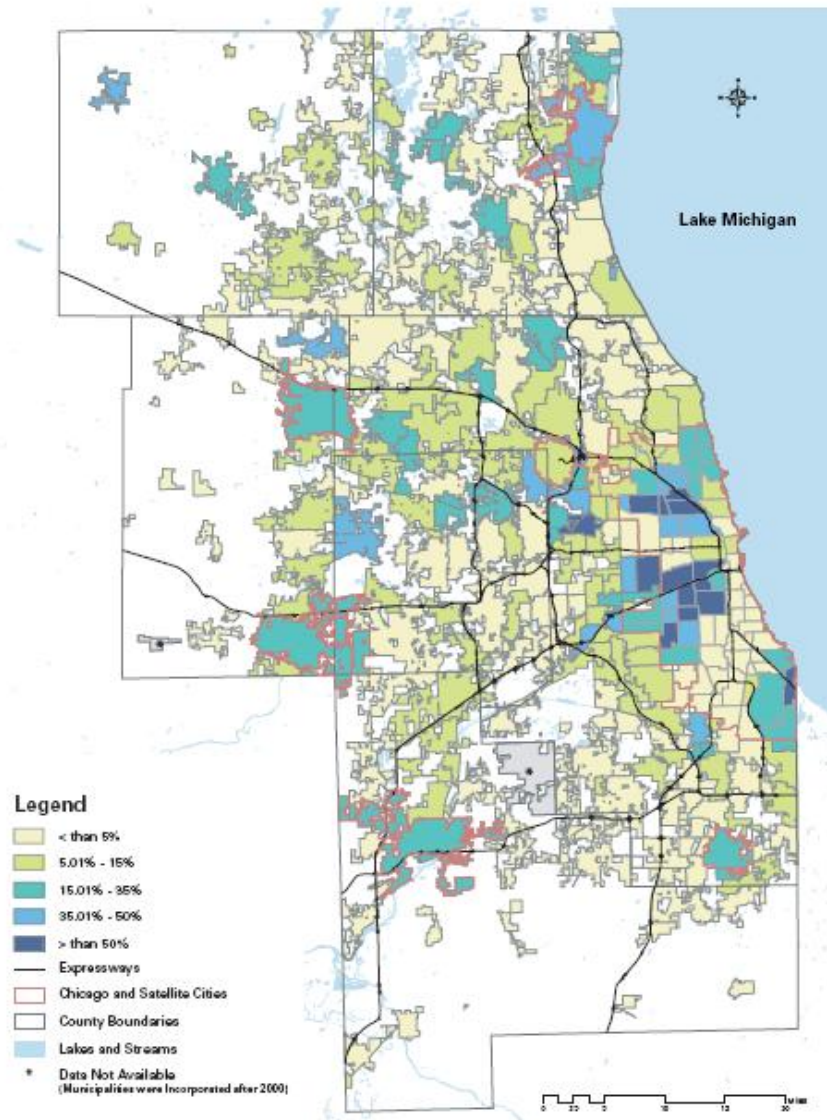 Lake Michigan
Legend
< than 5%
5.01% - 15%
15.01% - 35%
35.01% - 50%
> than 50%
Expressways
Chicago and Satellite Cities
County Boundaries
Lakes and Streams
* Data Not Available
(Municipalities were Incorporated after 2000)